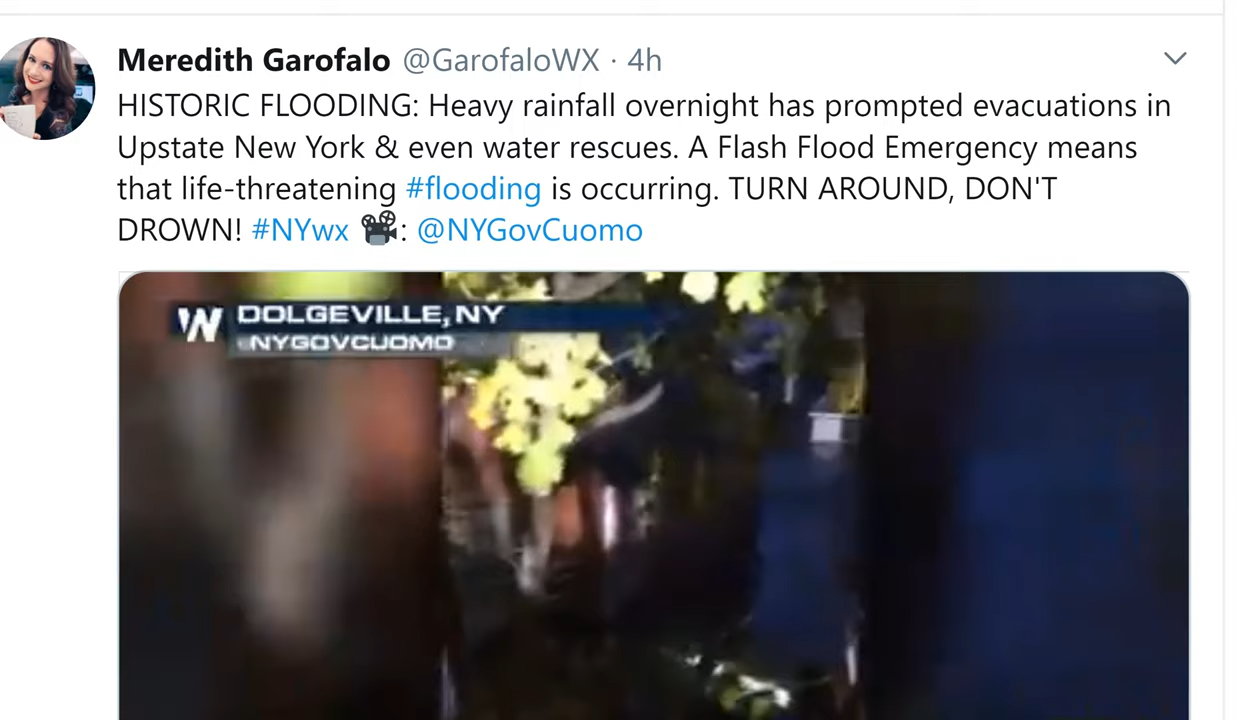 Meredith Garofalo @GarofaloWX · 4h
HISTORIC FLOODING: Heavy rainfall overnight has prompted evacuations in
Upstate New York & even water rescues. A Flash Flood Emergency means
that life-threatening #flooding is occurring. TURN AROUND, DON'T
DROWN! #NYwx 🎥: @NYGovCuomo
W DOLGEVILLE, NY
@NYGOVCUOMO